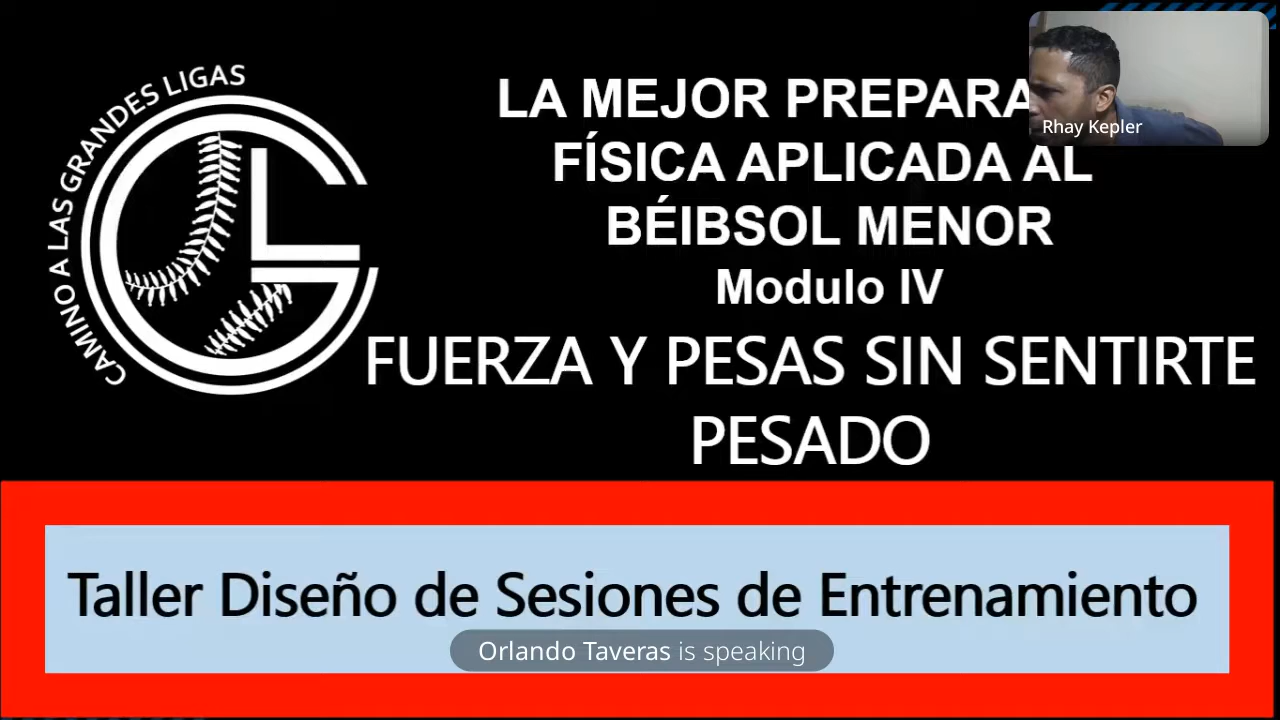 CAMINO A LAS GRANDES LIGAS
LA MEJOR PREPARA
FÍSICA APLICADA AL
BÉIBSOL MENOR
Modulo IV
FUERZA Y PESAS SIN SENTIRTE
PESADO
Rhay Kepler
Taller Diseño de Sesiones de Entrenamiento
Orlando Taveras is speaking